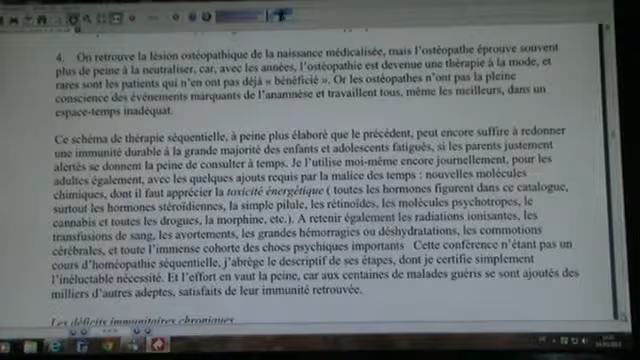 4. On retrouve la lésion ostéopathique de la naissance médicalisée, mais l'ostéopathe éprouve souvent
plus de peine à la neutraliser, car, avec les années, l'ostéopathie est devenue une thérapie à la mode, et
rares sont les patients qui n'en ont pas déjà « bénéficié ». Or les ostéophathes n'ont pas la pleine
conscience des événements marquants de l'anamnèse et travaillent tous, même les meilleurs, dans un
espace-temps inadéquat.
Ce schéma de thérapie séquentielle, à peine plus élaboré que le précédent, peut encore suffire à redonner
une immunité durable à la grande majorité des enfants et adolescents fatigués, si les parents justement
alertés se donnent la peine de consulter à temps. Je l'utilise moi-même encore journellement, pour les
adultes également, avec les quelques ajouts requis par la malice des temps : nouvelles molécules
chimiques, dont il faut apprécier la toxicité énergétique ( toutes les hormones figurent dans ce catalogue,
surtout les hormones stéroïdiennes, la simple pilule, les rétinoïdes, les molécules psychotropes, le
cannabis et toutes les drogues, la morphine, etc.). A retenir également les radiations ionisantes, les
transfusions de sang, les avortements, les grandes hémorragies ou déshydratations, les commotions
cérébrales, et toute l'immense cohorte des chocs psychiques importants Cette conférence n'étant pas un
cours d'homéopathie séquentielle, j'abrège le descriptif de ses étapes, dont je certifie simplement
l'inéluctable nécessité. Et l'effort en vaut la peine, car aux centaines de malades guéris se sont ajoutés des
milliers d'autres adeptes, satisfaits de leur immunité retrouvée.
Les déficits immunitaires chroniques